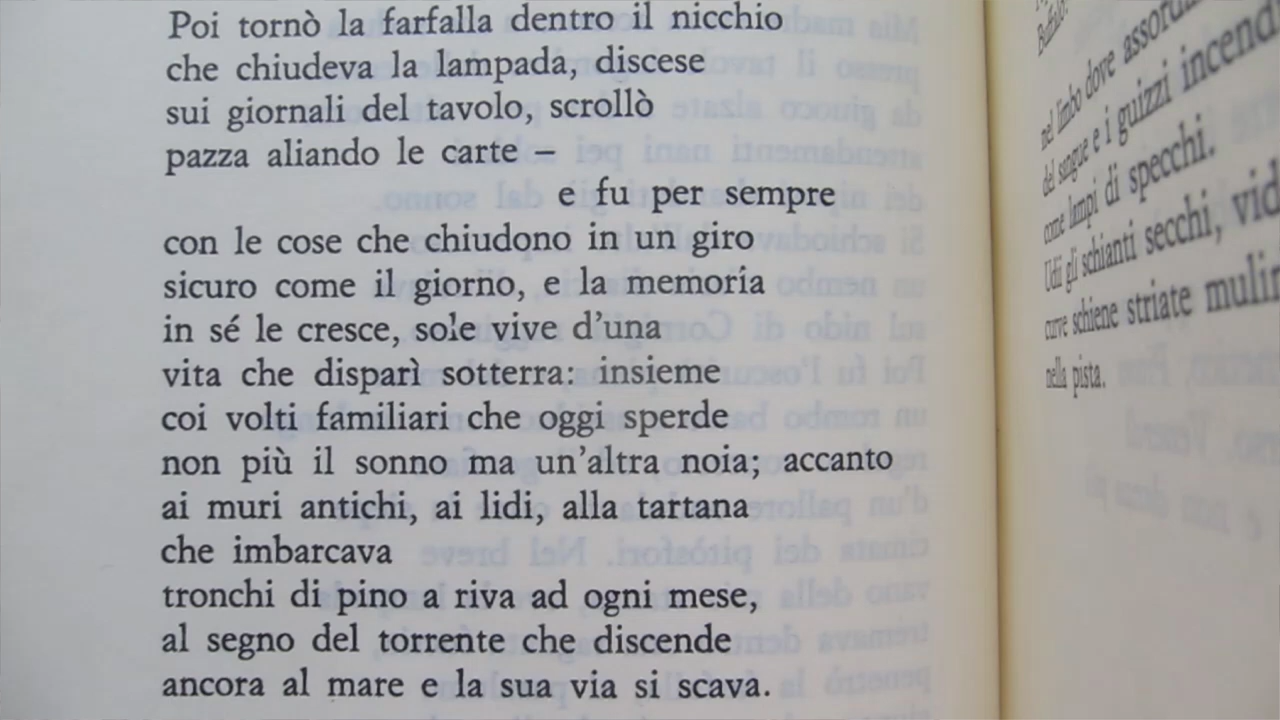 Poi tornò la farfalla dentro il nicchio
che chiudeva la lampada, discese
sui giornali del tavolo, scrollò
pazza aliando le carte –
e fu per sempre
con le cose che chiudono in un giro
sicuro come il giorno, e la memoria
in sé le cresce, sole vive d'una
vita che disparì sotterra: insieme
coi volti familiari che oggi sperde
non più il sonno ma un'altra noia; accanto
ai muri antichi, ai lidi, alla tartana
che imbarcava
tronchi di pino a riva ad ogni mese,
al segno del torrente che discende
ancora al mare e la sua via si scava.
nel limbo dove
del sangue e i guizzi incend
come lampi di specchi.
Udii gli schianti secchi, vid
curve schiene striate mulin
nella pista.